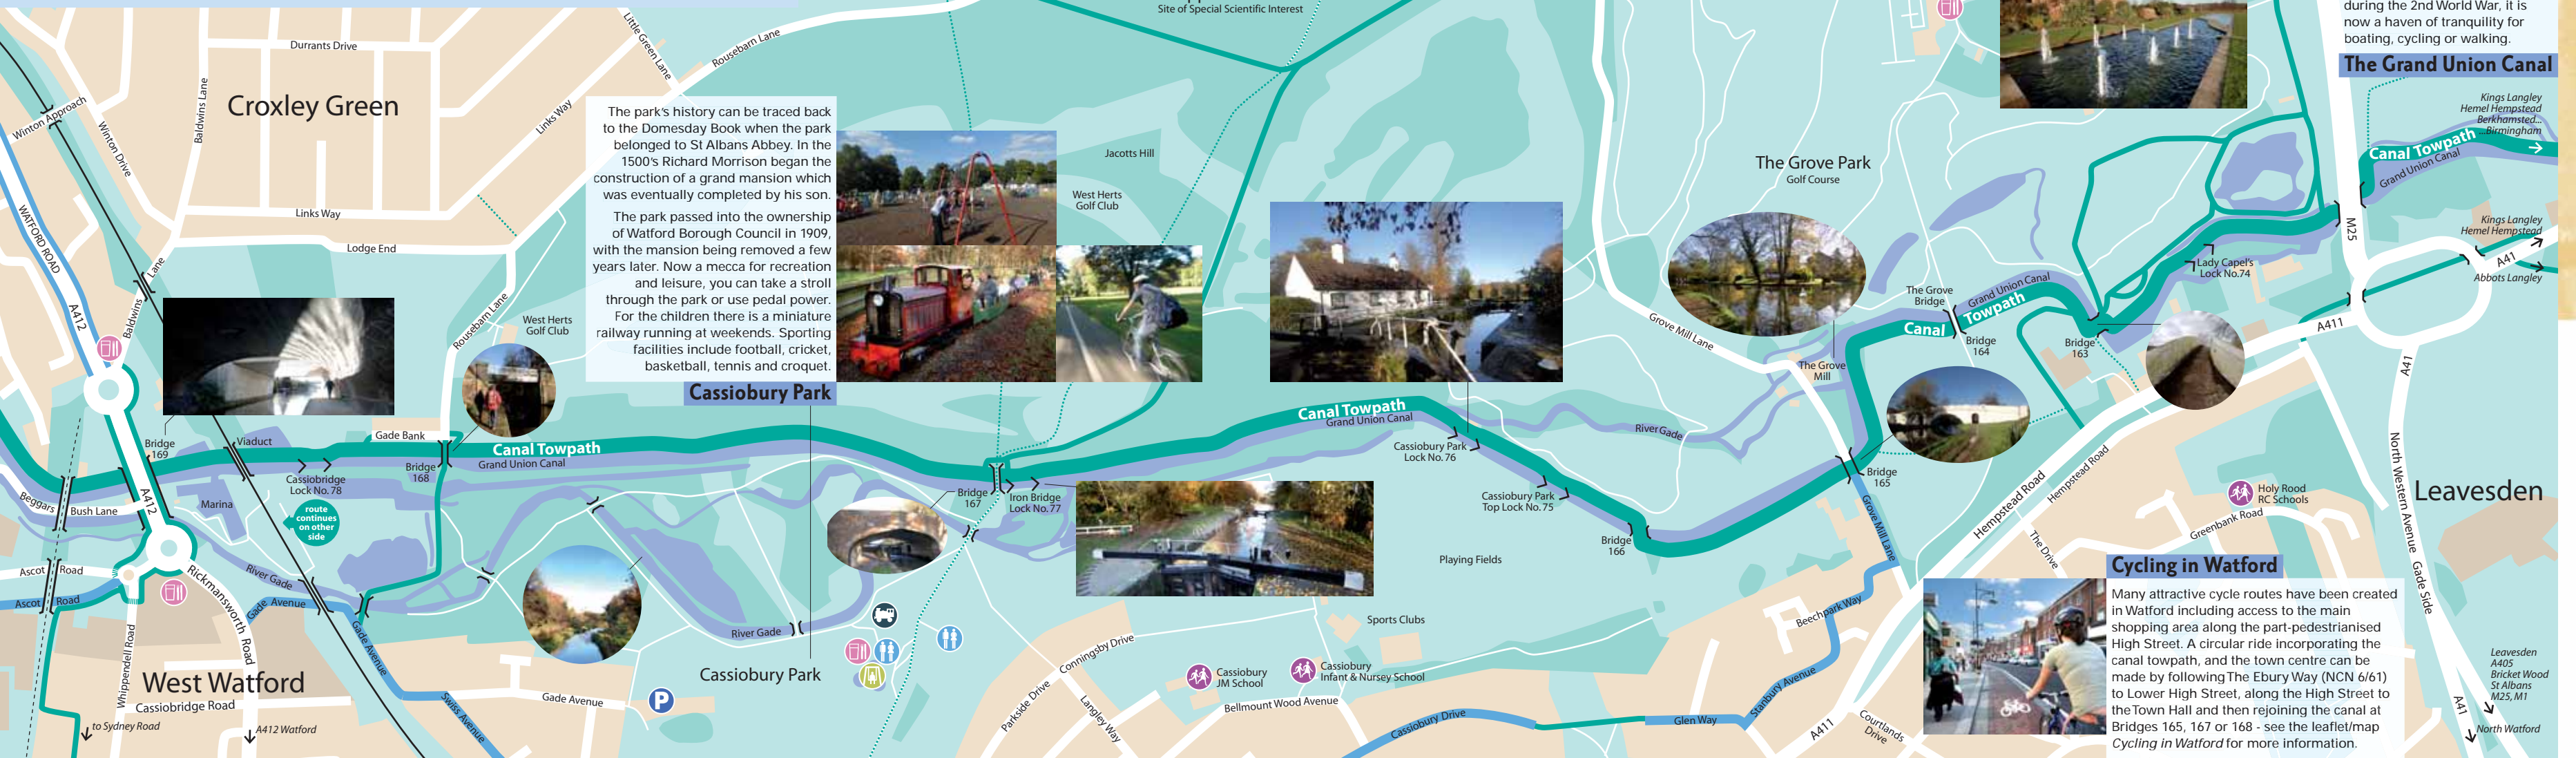 Site of Special Scientific Interest
during the 2nd World War, it is
now a haven of tranquility for
boating, cycling or walking.
The Grand Union Canal
Kings Langley
Hemel Hempstead
Berkhamsted...
...Birmingham
Canal Towpath
Grand Union Canal
Kings Langley
Hemel Hempstead
A41
Abbots Langley
M25
Durrants Drive
Little Green Lane
Rousebarn Lane
Croxley Green
Baldwins Lane
Winton Approach
Winton Drive
Links Way
Links Way
Lodge End
WATFORD ROAD
A412
Baldwins
Lane
Rousebarn Lane
West Herts
Golf Club
The park's history can be traced back
to the Domesday Book when the park
belonged to St Albans Abbey. In the
1500's Richard Morrison began the
construction of a grand mansion which
was eventually completed by his son.
The park passed into the ownership
of Watford Borough Council in 1909,
with the mansion being removed a few
years later. Now a mecca for recreation
and leisure, you can take a stroll
through the park or use pedal power.
For the children there is a miniature
railway running at weekends. Sporting
facilities include football, cricket,
basketball, tennis and croquet.
Cassiobury Park
Jacotts Hill
West Herts
Golf Club
The Grove Park
Golf Course
Grove Mill Lane
The Grove
Mill
The Grove
Bridge
Grand Union Canal
Canal
Towpath
Bridge
164
Bridge
163
Lady Capel's
Lock No.74
A411
A41
Bridge
169
Viaduct
Gade Bank
Cassiobridge
Lock No. 78
Bridge
168
Canal Towpath
Grand Union Canal
Marina
route
continues
on other
side
Beggars
Bush Lane
A412
Ascot
Road
Ascot
Road
River Gade
Gade
Avenue
Rickmansworth Road
Whippendell Road
Gade Avenue
West Watford
Cassiobridge Road
to Sydney Road
A412 Watford
Swiss Avenue
Gade Avenue
P
River Gade
Cassiobury Park
Bridge
167
Iron Bridge
Lock No.77
Canal Towpath
Grand Union Canal
Cassiobury Park
Lock No. 76
River Gade
Cassiobury Park
Top Lock No.75
Bridge
166
Bridge
165
Grove Mill Lane
Playing Fields
Sports Clubs
Conningsby Drive
Parkside Drive
Langley Way
Cassiobury
JM School
Cassiobury
Infant & Nursey School
Bellmount Wood Avenue
Cassiobury Drive
Glen Way
Stanbury Avenue
Beechpark Way
A411
Courtlands
Drive
Hempstead Road
Hempstead Road
The Drive
Greenbank Road
Holy Rood
RC Schools
North Western Avenue
Gade Side
Leavesden
Cycling in Watford
Many attractive cycle routes have been created
in Watford including access to the main
shopping area along the part-pedestrianised
High Street. A circular ride incorporating the
canal towpath, and the town centre can be
made by following The Ebury Way (NCN 6/61)
to Lower High Street, along the High Street to
the Town Hall and then rejoining the canal at
Bridges 165, 167 or 168 - see the leaflet/map
Cycling in Watford for more information.
Leavesden
A405
Bricket Wood
St Albans
M25, M1
A41
North Watford